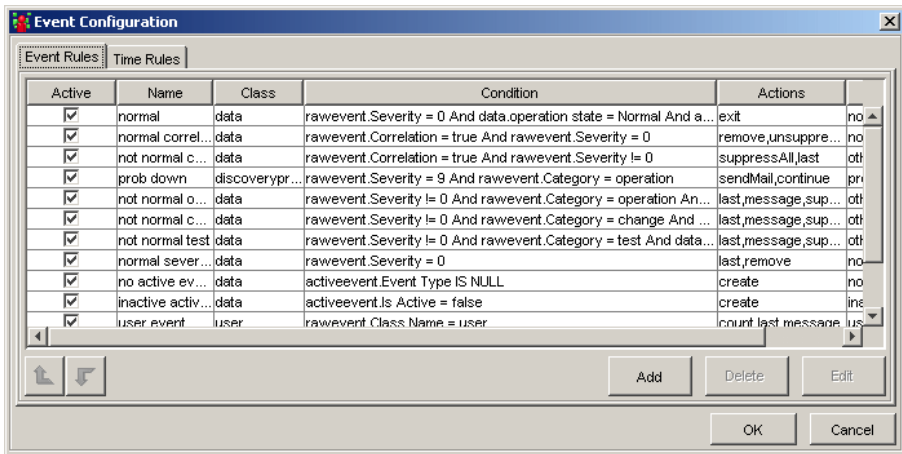 Event Configuration
Event Rules Time Rules
Active Name Class Condition Actions
normal data rawevent.Severity = 0 And data.operation state = Normal And a... exit no
normal correl... data rawevent.Correlation = true And rawevent.Severity = 0 remove,unsuppre... no
not normal c... data rawevent.Correlation = true And rawevent.Severity != 0 suppressAll,last oth
prob down discoverypr... rawevent.Severity = 9 And rawevent.Category = operation sendMail,continue pro
not normal o... data rawevent.Severity != 0 And rawevent.Category = operation An... last,message,sup... oth
not normal c... data rawevent.Severity != 0 And rawevent.Category = change And ... last,message,sup... oth
not normal test data rawevent.Severity != 0 And rawevent.Category = test And data... last,message,sup... oth
normal sever... data rawevent.Severity = 0 last,remove no
no active ev... data activeevent.Event Type IS NULL create no
inactive activ... data activeevent.Is Active = false create ina
user event user rawevent.Class Name = user count,last,message us
Add Delete Edit
OK Cancel